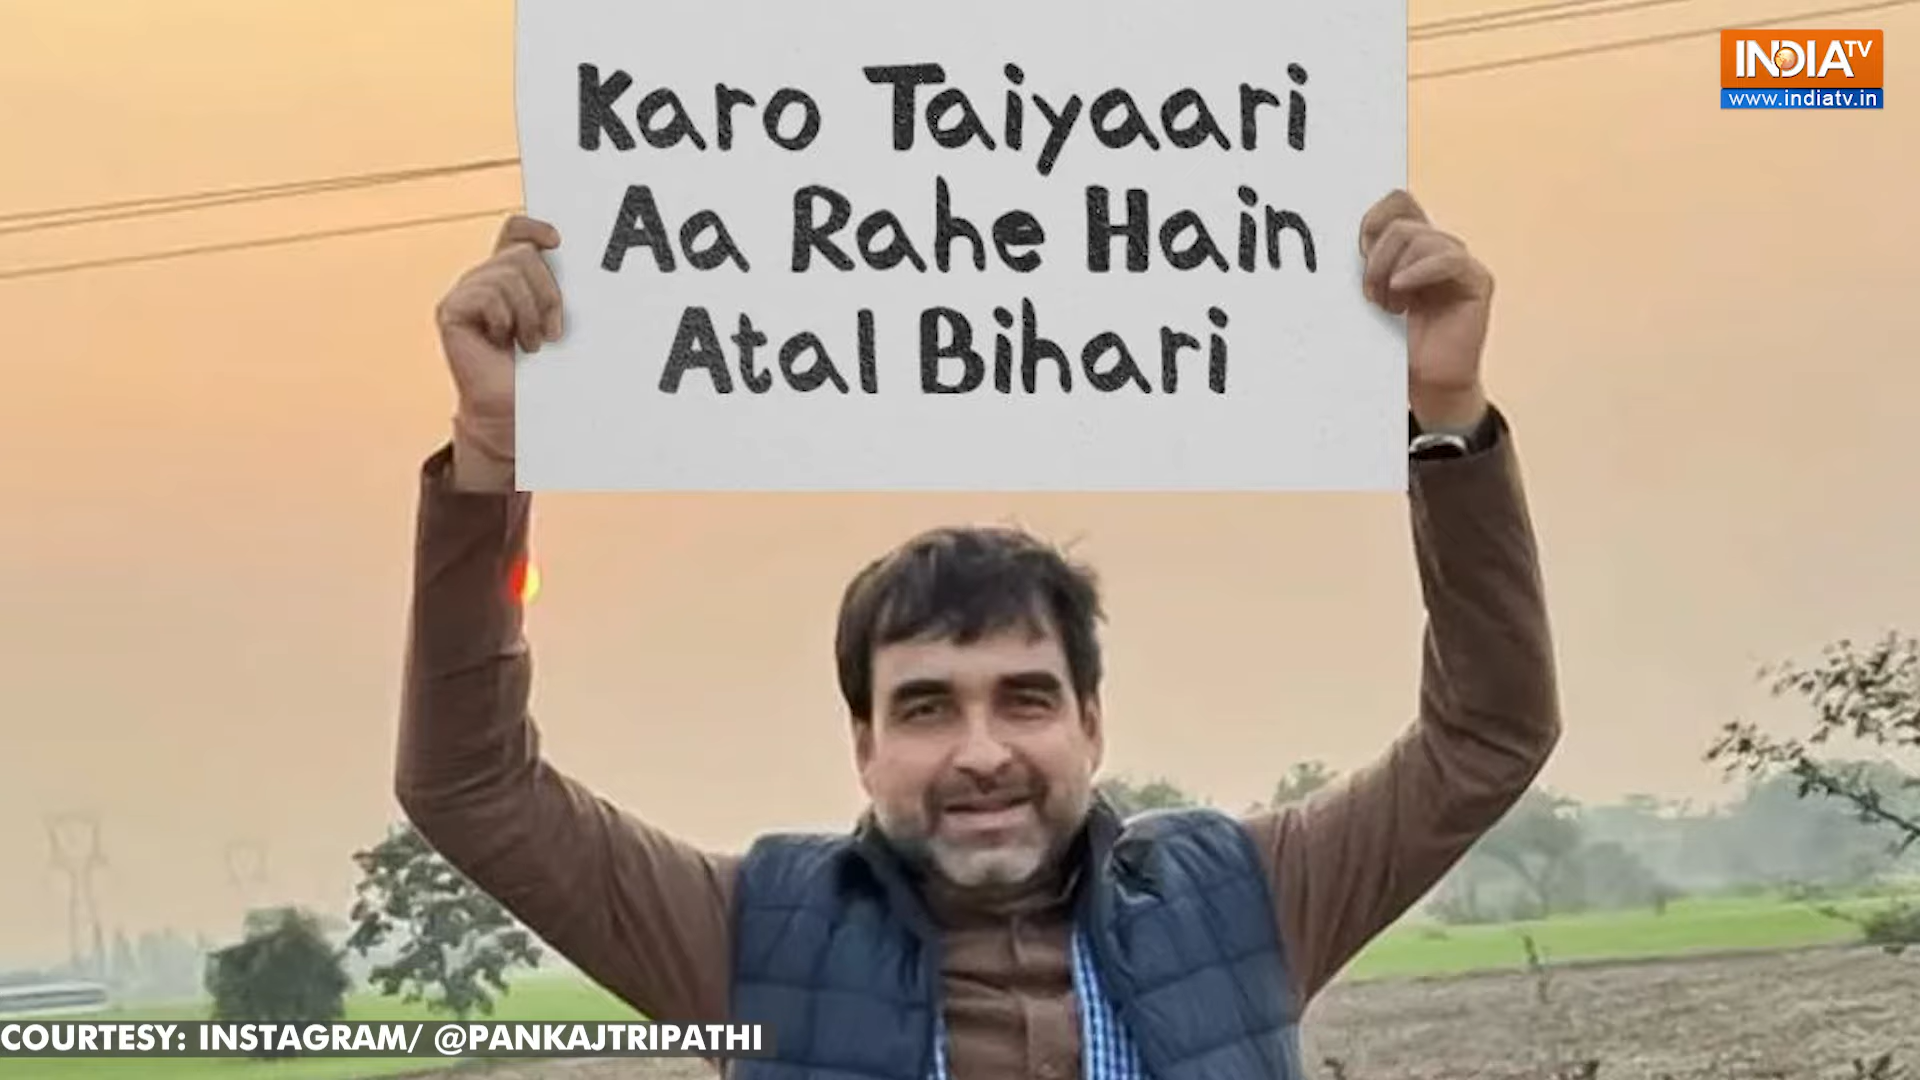 Karo Taiyaari
Aa Rahe Hain
Atal Bihari
INDIA TV
www.indiatv.in
COURTESY: INSTAGRAM/ @PANKAJTRIPATHI